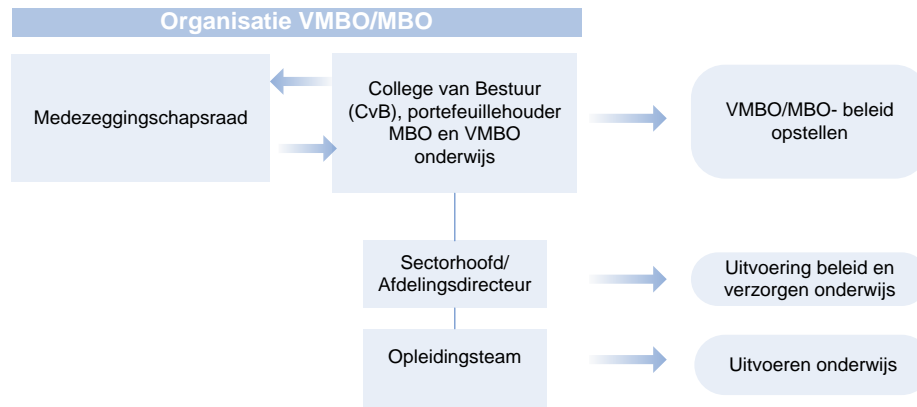 Organisatie VMBO/MBO
Medezeggingschapsraad
College van Bestuur
(CvB), portefeuillehouder
MBO en VMBO
onderwijs
VMBO/MBO- beleid
opstellen
Sectorhoofd/
Afdelingsdirecteur
Uitvoering beleid en
verzorgen onderwijs
Opleidingsteam
Uitvoeren onderwijs